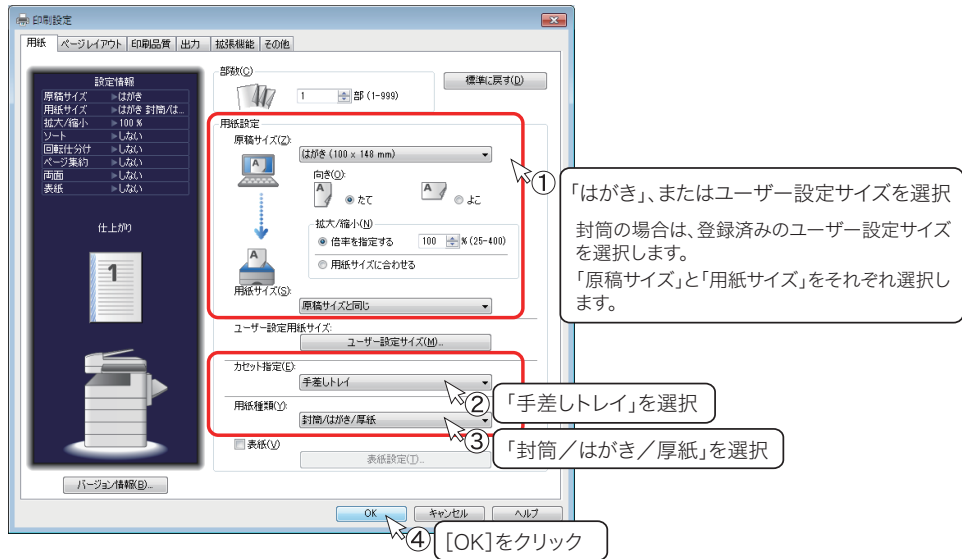 印刷設定
用紙 ページレイアウト 印刷品質 出力 拡張機能 その他
設定情報
原稿サイズ ▶はがき
用紙サイズ ▶はがき 封筒/は...
拡大/縮小 ▶100 %
ソート ▶しない
回転仕分け ▶しない
ページ集約 ▶しない
両面 ▶しない
表紙 ▶しない
仕上がり
1
バージョン情報(B)...
部数(C)
1 部 (1-999)
標準に戻す(D)
用紙設定
原稿サイズ(Z):
はがき (100 x 148 mm)
向き(O):
A たて A よこ
拡大/縮小(N)
倍率を指定する 100 % (25-400)
用紙サイズに合わせる
A
A
用紙サイズ(S):
原稿サイズと同じ
ユーザー設定用紙サイズ:
ユーザー設定サイズ(M)...
カセット指定(E):
手差しトレイ
用紙種類(Y):
封筒/はがき/厚紙
表紙(V)
表紙設定(T)...
OK キャンセル ヘルプ
①
「はがき」、またはユーザー設定サイズを選択
封筒の場合は、登録済みのユーザー設定サイズ
を選択します。
「原稿サイズ」と「用紙サイズ」をそれぞれ選択し
ます。
② 「手差しトレイ」を選択
③ 「封筒／はがき／厚紙」を選択
④ [OK]をクリック